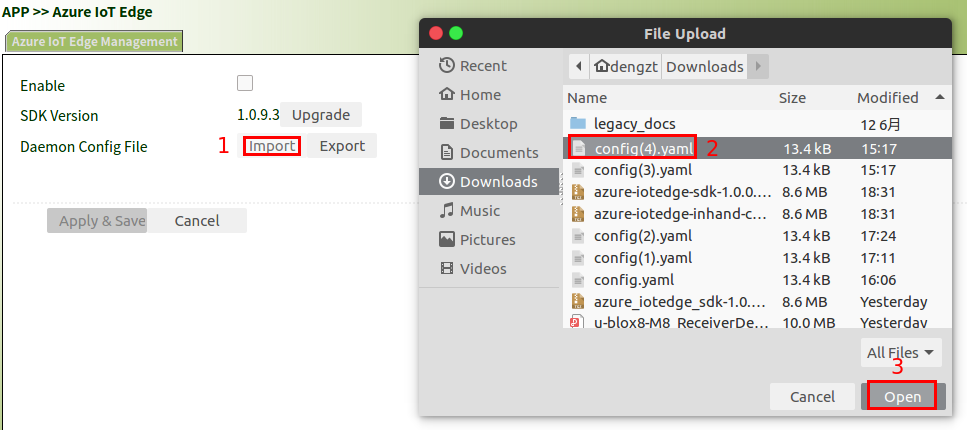 APP >> Azure IoT Edge
Azure IoT Edge Management
Enable
SDK Version 1.0.9.3 Upgrade
Daemon Config File 1 Import Export
Apply & Save Cancel
File Upload
Recent
Home
Desktop
Documents
Downloads
Music
Pictures
Videos
dengzt Downloads
Name Size Modified
legacy_docs 12 6月
config(4).yaml 2 13.4 kB 15:17
config(3).yaml 13.4 kB 15:17
azure-iotedge-sdk-1.0.0.... 8.6 MB 18:31
azure-iotedge-inhand-c... 8.6 MB 18:31
config(2).yaml 13.4 kB 17:24
config(1).yaml 13.4 kB 17:11
config.yaml 13.4 kB 16:06
azure_iotedge_sdk-1.0.... 8.6 MB Yesterday
u-blox8-M8_ReceiverDe... 10.0 MB Yesterday
All Files
3
Cancel Open